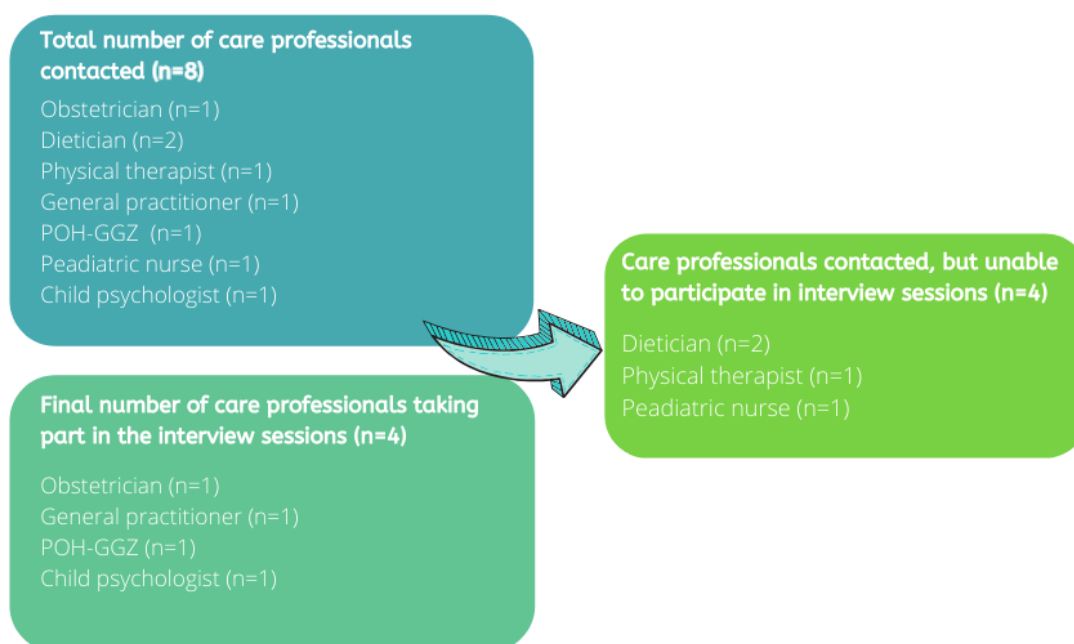 Total number of care professionals
contacted (n=8)
Obstetrician (n=1)
Dietician (n=2)
Physical therapist (n=1)
General practitioner (n=1)
POH-GGZ (n=1)
Peadiatric nurse (n=1)
Child psychologist (n=1)
Care professionals contacted, but unable
to participate in interview sessions (n=4)
Dietician (n=2)
Physical therapist (n=1)
Peadiatric nurse (n=1)
Final number of care professionals taking
part in the interview sessions (n=4)
Obstetrician (n=1)
General practitioner (n=1)
POH-GGZ (n=1)
Child psychologist (n=1)